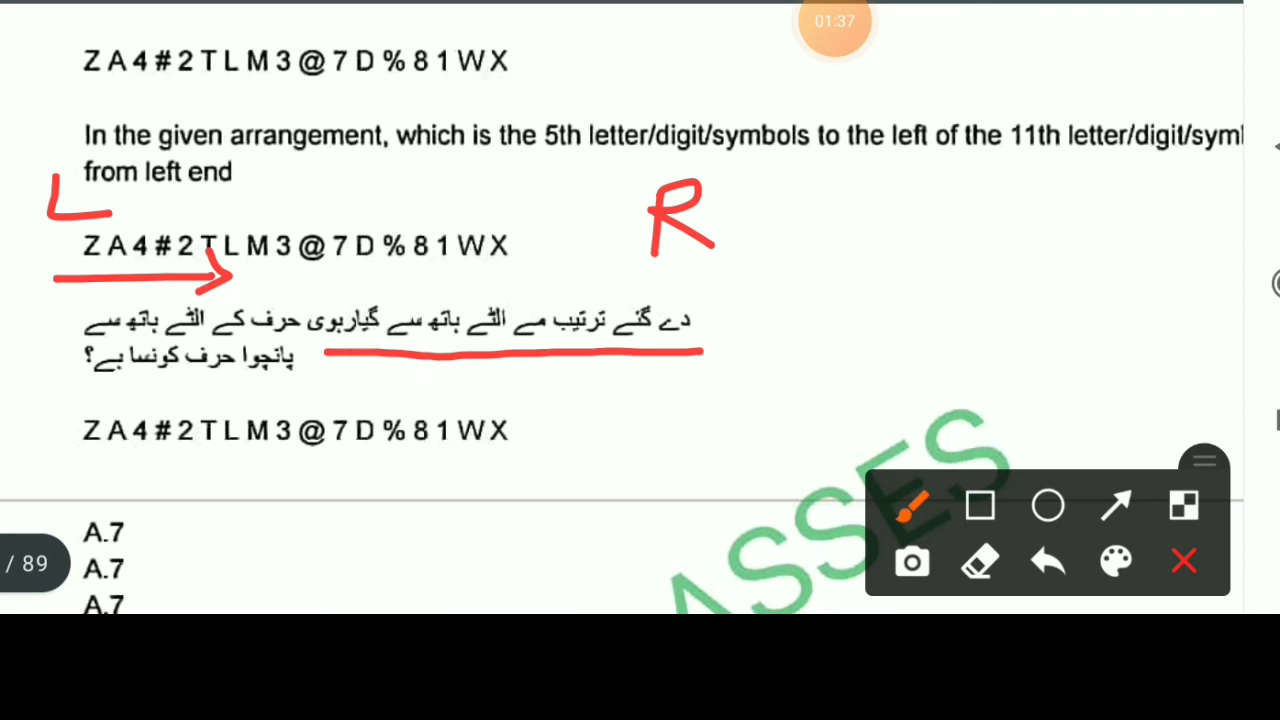 01:37
Z A 4 # 2 T L M 3 @ 7 D % 8 1 W X
In the given arrangement, which is the 5th letter/digit/symbols to the left of the 11th
from left end
L
R
Z A 4 # 2 T L M 3 @ 7 D % 8 1 W X
دے گئے ترتیب مے الٹے ہاتھ سے گیارہوی حرف کے الٹے ہاتھ سے
پانچوا حرف کونسا ہے؟
Z A 4 # 2 T L M 3 @ 7 D % 8 1 W X
ASSES
A.7
/ 89
A.7
A.7